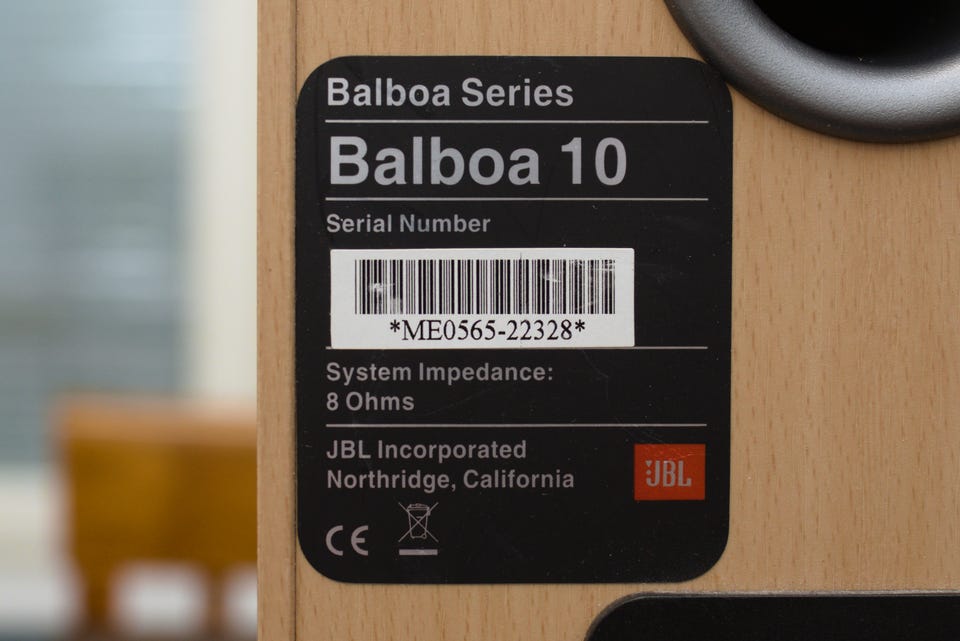 Balboa Series
Balboa 10
Serial Number
*ME0565-22328*
System Impedance:
8 Ohms
JBL Incorporated
Northridge, California
JBL
CE